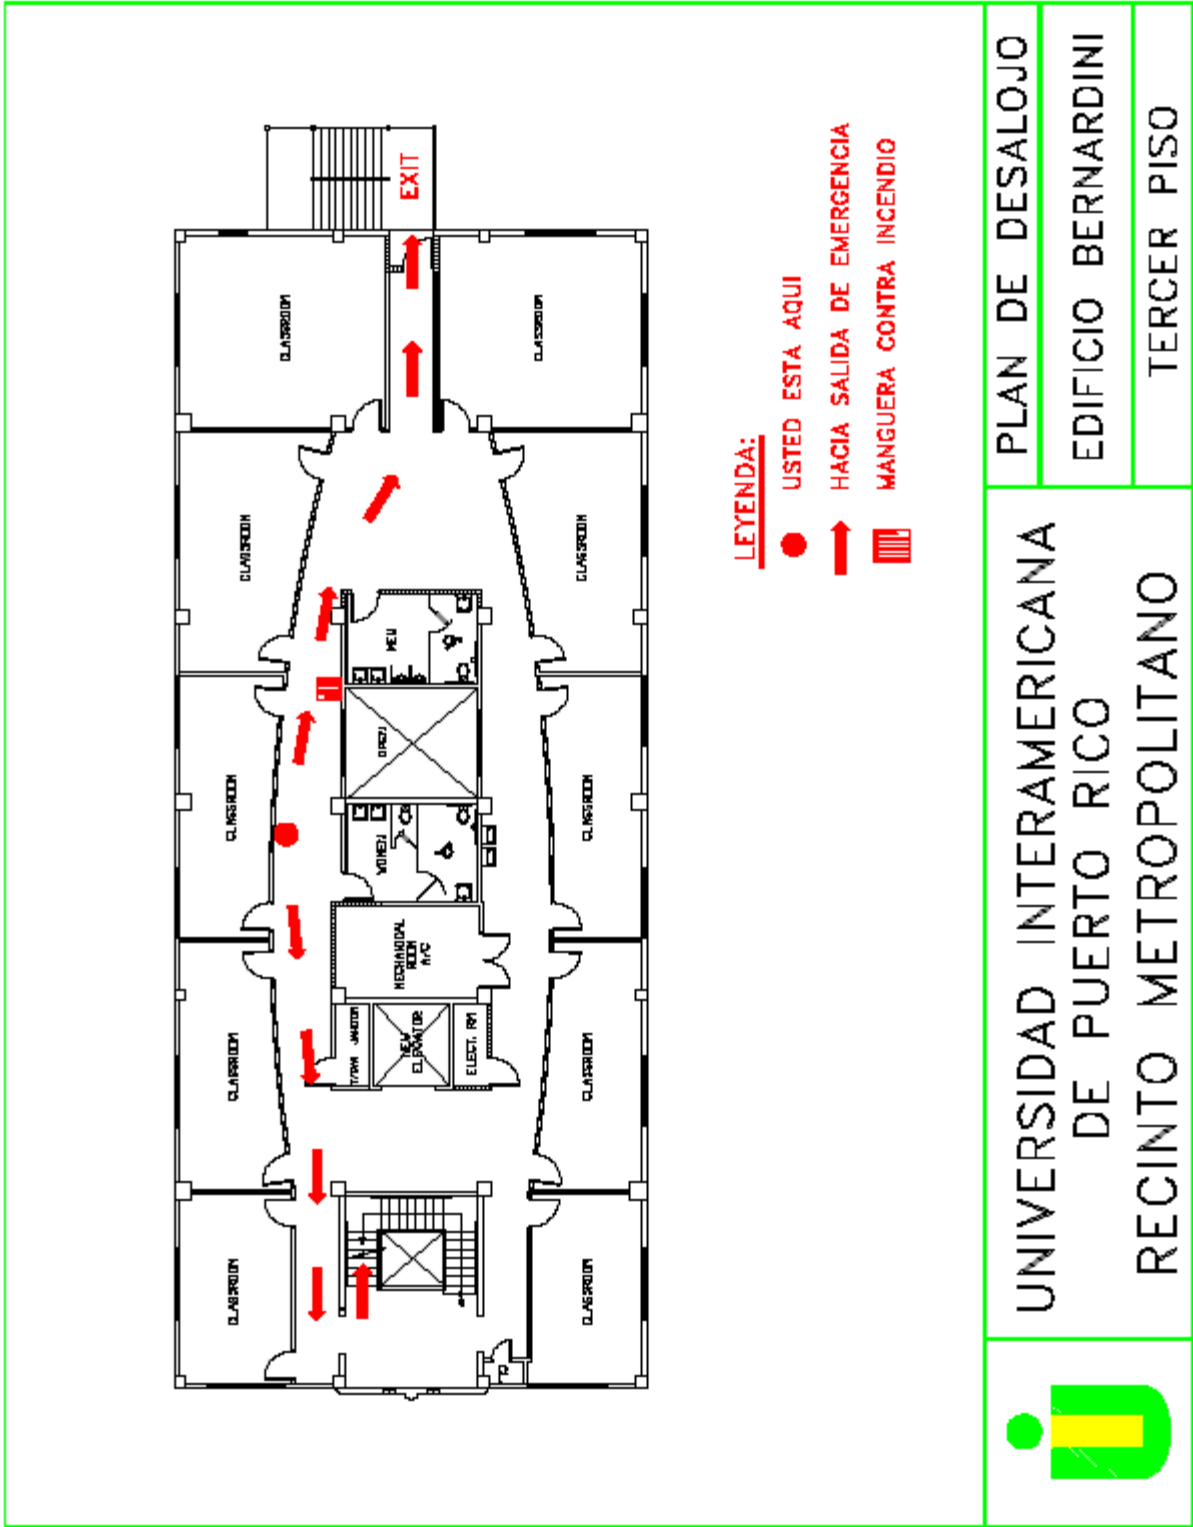 CLASSROOM
CLASSROOM
CLASSROOM
CLASSROOM
CLASSROOM
EXIT
MEN
OPEN
WOMEN
MECHANICAL
ROOM
A/C
NEW
ELEVATOR
ELECT. RM
CLASSROOM
CLASSROOM
CLASSROOM
CLASSROOM
CLASSROOM
LEYENDA:
USTED ESTA AQUI
HACIA SALIDA DE EMERGENCIA
MANGUERA CONTRA INCENDIO
UNIVERSIDAD INTERAMERICANA
DE PUERTO RICO
RECINTO METROPOLITANO
PLAN DE DESALOJO
EDIFICIO BERNARDINI
TERCER PISO